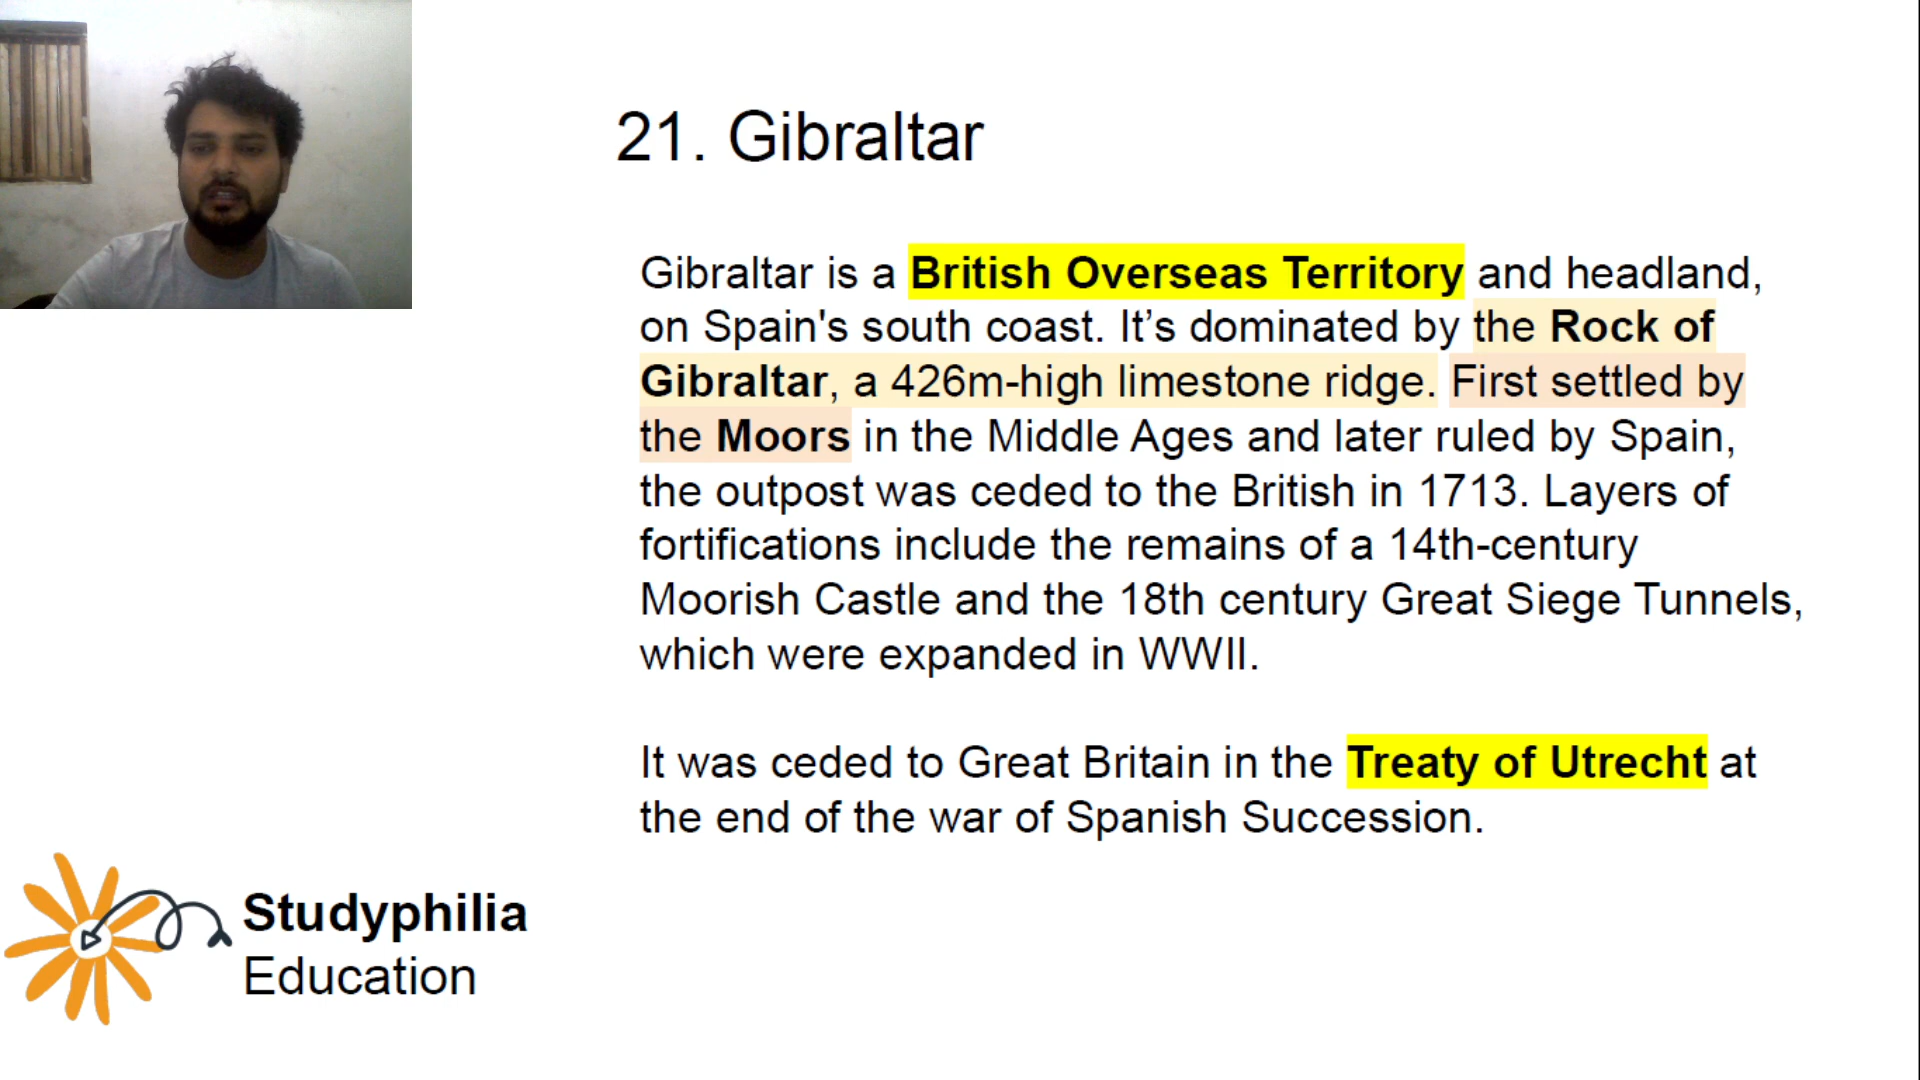 21. Gibraltar
Gibraltar is a British Overseas Territory and headland,
on Spain's south coast. It’s dominated by the Rock of
Gibraltar, a 426m-high limestone ridge. First settled by
the Moors in the Middle Ages and later ruled by Spain,
the outpost was ceded to the British in 1713. Layers of
fortifications include the remains of a 14th-century
Moorish Castle and the 18th century Great Siege Tunnels,
which were expanded in WWII.
It was ceded to Great Britain in the Treaty of Utrecht at
the end of the war of Spanish Succession.
Studyphilia
Education